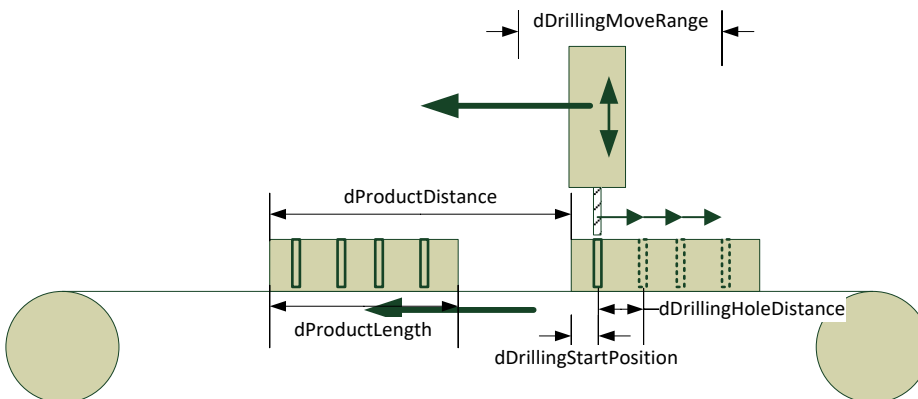 dDrillingMoveRange
dProductDistance
dProductLength
dDrillingHoleDistance
dDrillingStartPosition